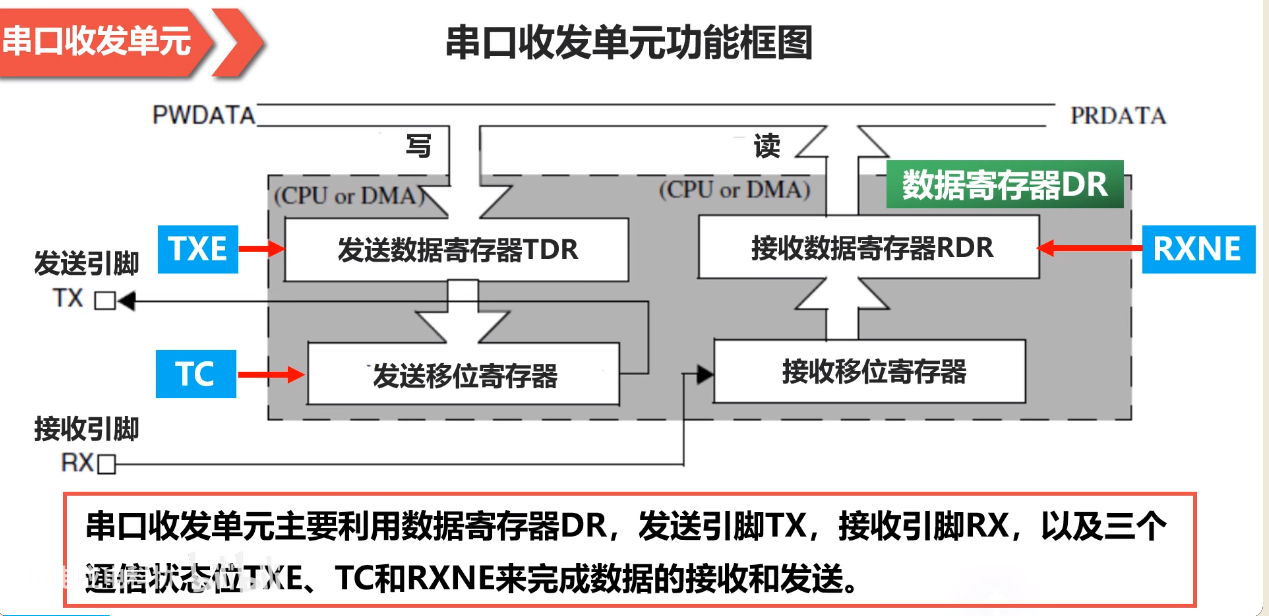 串口收发单元
串口收发单元功能框图
PWDATA
PRDATA
写
读
(CPU or DMA)
(CPU or DMA)
数据寄存器DR
TXE
发送数据寄存器TDR
接收数据寄存器RDR
RXNE
发送引脚
TX
TC
发送移位寄存器
接收移位寄存器
接收引脚
RX
串口收发单元主要利用数据寄存器DR，发送引脚TX，接收引脚RX，以及三个
通信状态位TXE、TC和RXNE来完成数据的接收和发送。